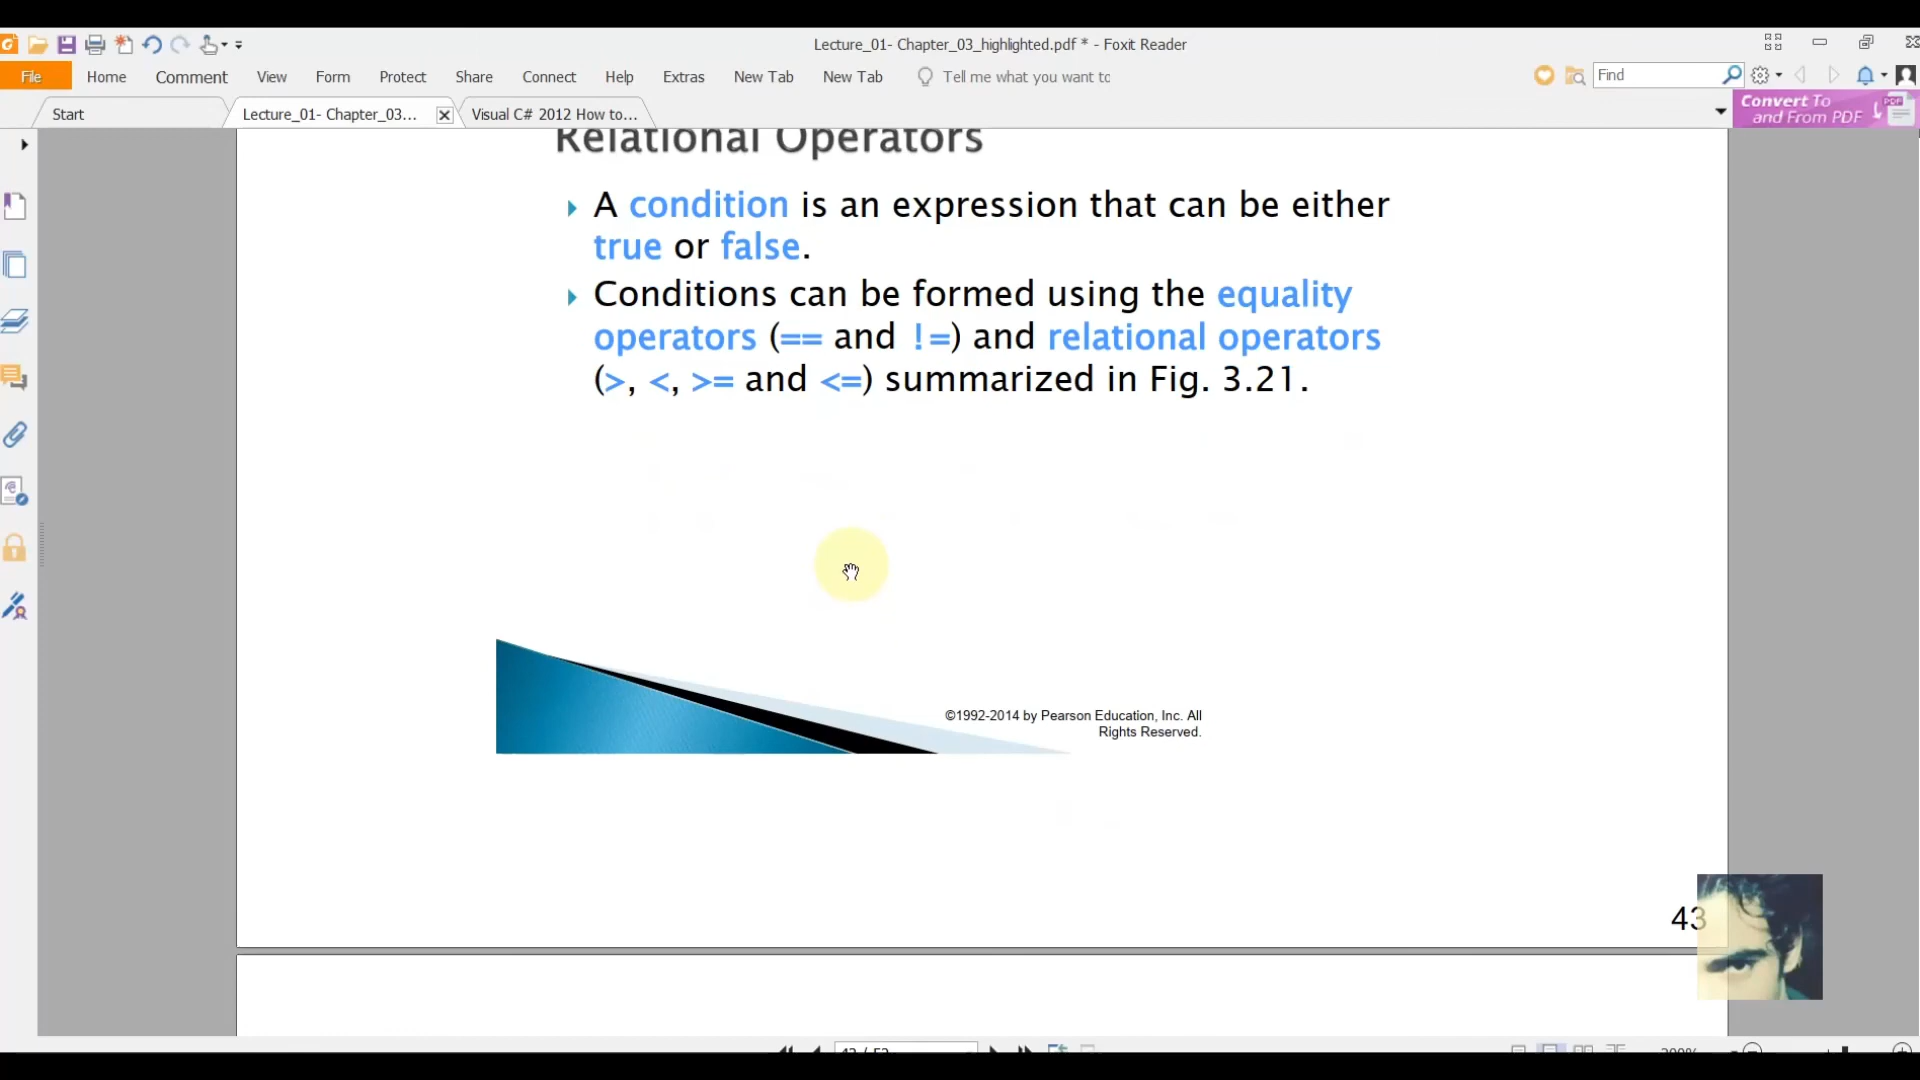 Lecture_01- Chapter_03_highlighted.pdf * - Foxit Reader
File Home Comment View Form Protect Share Connect Help Extras New Tab New Tab Tell me what you want to Find
Start Lecture_01- Chapter_03... Visual C# 2012 How to...
Convert To
and From PDF
PDF
Relational Operators
A condition is an expression that can be either
true or false.
Conditions can be formed using the equality
operators (== and !=) and relational operators
(>, <, >= and <=) summarized in Fig. 3.21.
©1992-2014 by Pearson Education, Inc. All
Rights Reserved.
43